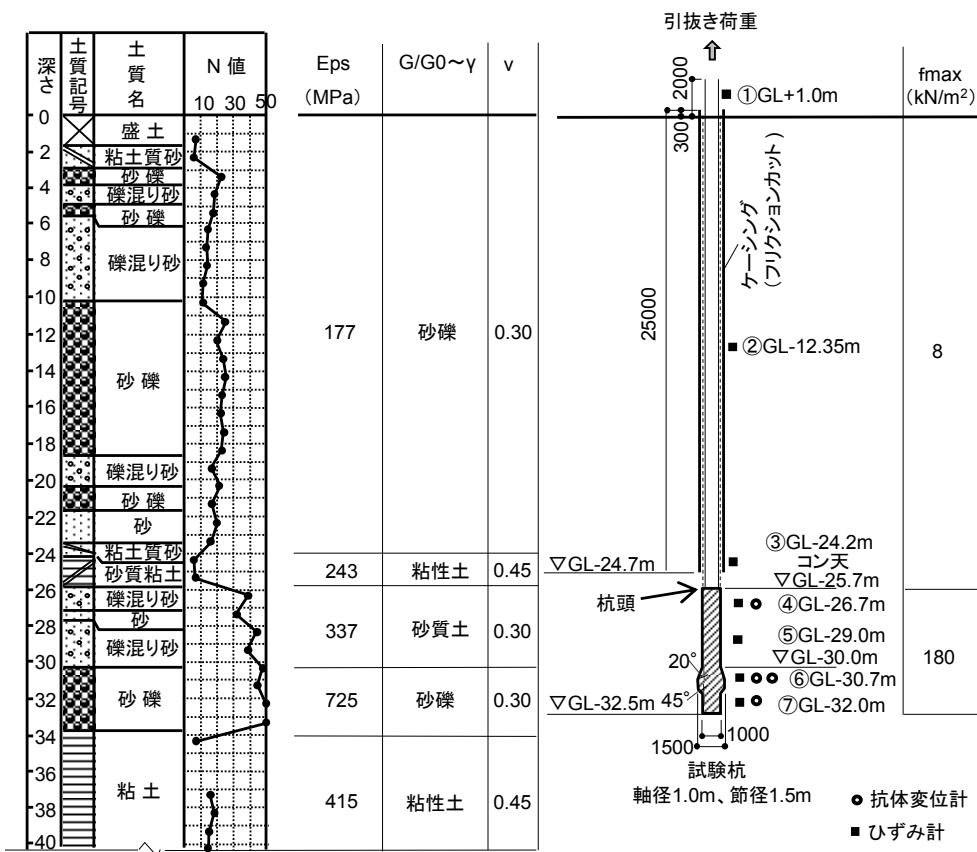 深さ
土質記号
土質名
N 値
10 30 50
Eps
(MPa)
G/G0～γ
ν
0
2
4
6
8
10
12
14
16
18
20
22
24
26
28
30
32
34
36
38
40
盛 土
粘土質砂
砂 礫
礫混り砂
砂 礫
礫混り砂
砂 礫
礫混り砂
砂 礫
砂
粘土質砂
砂質粘土
礫混り砂
砂
礫混り砂
砂 礫
粘 土
177 砂礫 0.30
243 粘性土 0.45
337 砂質土 0.30
725 砂礫 0.30
415 粘性土 0.45
引抜き荷重
2000
300
25000
①GL+1.0m
ケーシング
(フリクションカット)
②GL-12.35m
③GL-24.2m
コン天
▽GL-24.7m
▽GL-25.7m
杭頭
④GL-26.7m
⑤GL-29.0m
▽GL-30.0m
20°
⑥GL-30.7m
45°
⑦GL-32.0m
▽GL-32.5m
1000
1500
試験杭
軸径1.0m、節径1.5m
fmax
(kN/m²)
8
180
抗体変位計
ひずみ計